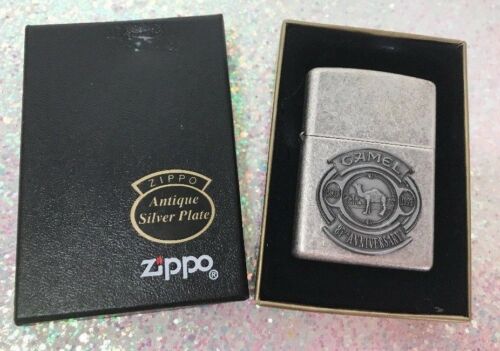 ZIPPO
Antique
Silver Plate
Zippo®
CAMEL
ANNIVERSARY